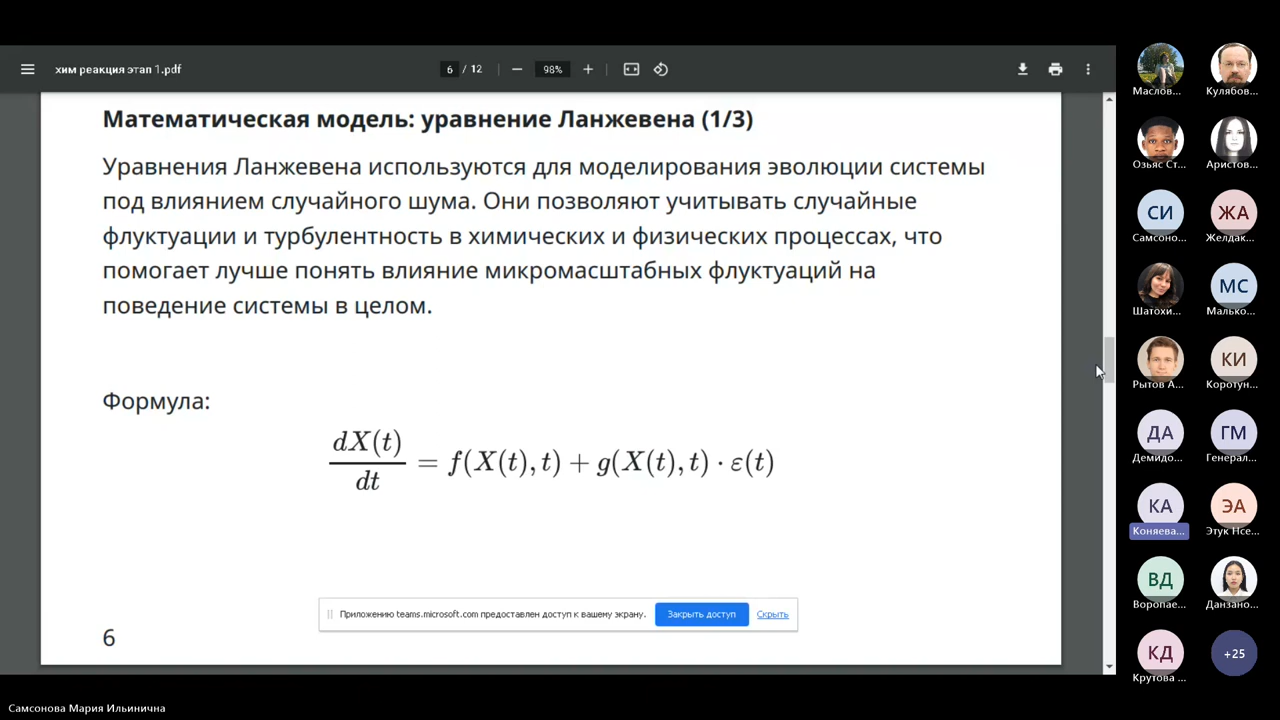 хим реакция этап 1.pdf
6 / 12
98%
Математическая модель: уравнение Ланжевена (1/3)
Уравнения Ланжевена используются для моделирования эволюции системы
под влиянием случайного шума. Они позволяют учитывать случайные
флуктуации и турбулентность в химических и физических процессах, что
помогает лучше понять влияние микромасштабных флуктуаций на
поведение системы в целом.
Формула:
dX(t)/dt = f(X(t), t) + g(X(t), t) · ε(t)
Приложению teams.microsoft.com предоставлен доступ к вашему экрану. Закрыть доступ Скрыть
6
Маслов... Кулябов...
Озьяс Ст... Аристов...
СИ ЖА
Самсоно... Желдак...
МС
Шатохи... Малько...
КИ
Рытов А... Коротун...
ДА ГМ
Демидо... Генерал...
КА ЭА
Коняева... Этук Нсе...
ВД
Воропае... Данзано...
КД +25
Крутова ...
Самсонова Мария Ильинична